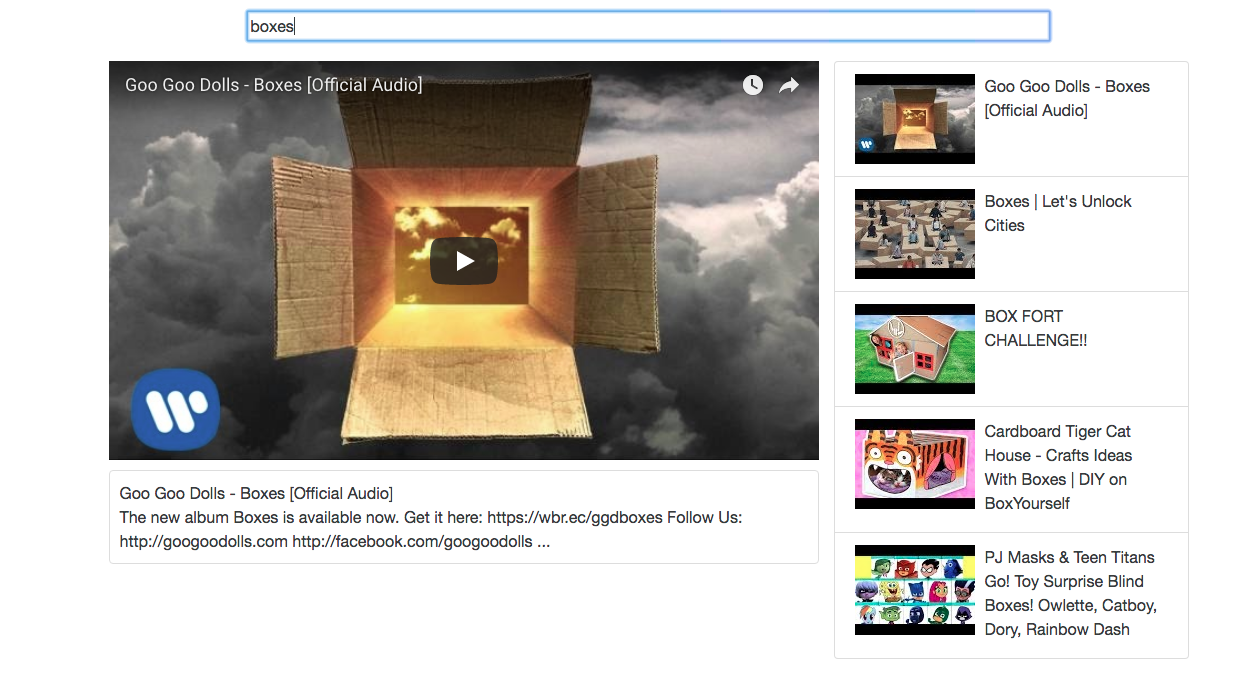 boxes
Goo Goo Dolls - Boxes [Official Audio]
Goo Goo Dolls - Boxes [Official Audio]
The new album Boxes is available now. Get it here: https://wbr.ec/ggdboxes Follow Us:
http://googoodolls.com http://facebook.com/googoodolls ...
Goo Goo Dolls - Boxes
[Official Audio]
Boxes | Let's Unlock
Cities
BOX FORT
CHALLENGE!!
Cardboard Tiger Cat
House - Crafts Ideas
With Boxes | DIY on
BoxYourself
PJ Masks & Teen Titans
Go! Toy Surprise Blind
Boxes! Owlette, Catboy,
Dory, Rainbow Dash